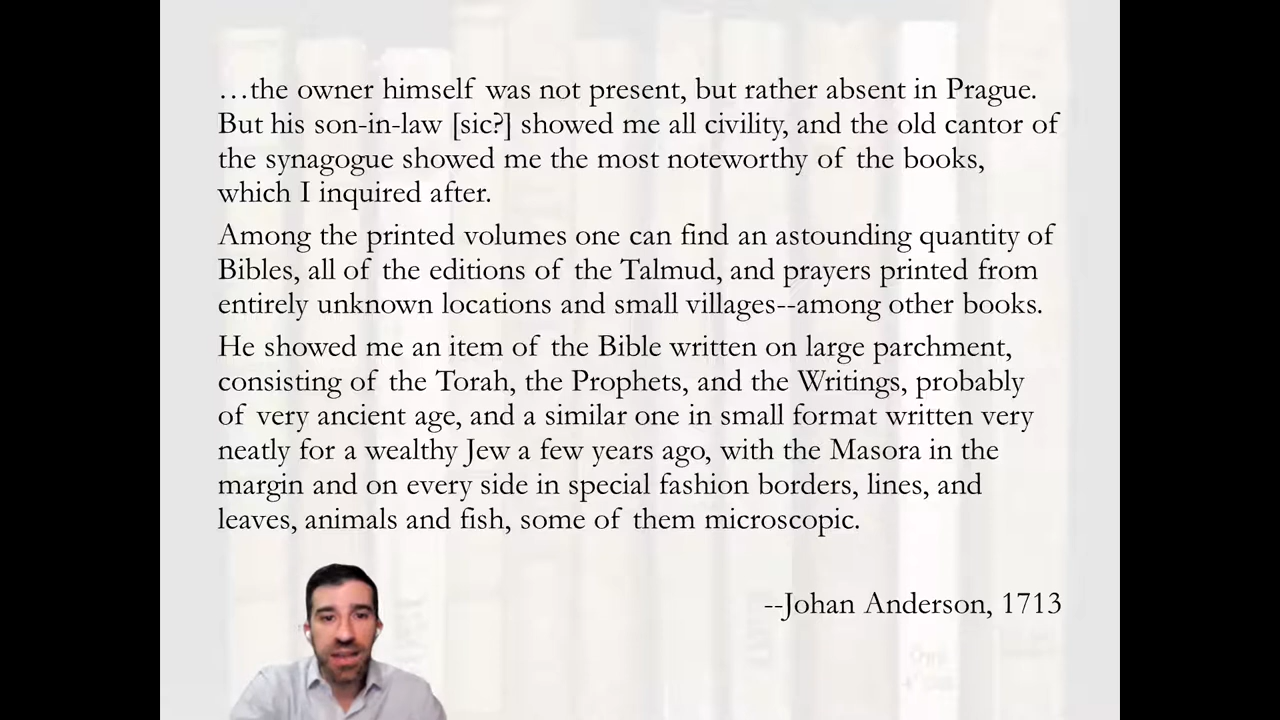 …the owner himself was not present, but rather absent in Prague.
But his son-in-law [sic?] showed me all civility, and the old cantor of
the synagogue showed me the most noteworthy of the books,
which I inquired after.
Among the printed volumes one can find an astounding quantity of
Bibles, all of the editions of the Talmud, and prayers printed from
entirely unknown locations and small villages--among other books.
He showed me an item of the Bible written on large parchment,
consisting of the Torah, the Prophets, and the Writings, probably
of very ancient age, and a similar one in small format written very
neatly for a wealthy Jew a few years ago, with the Masora in the
margin and on every side in special fashion borders, lines, and
leaves, animals and fish, some of them microscopic.
--Johan Anderson, 1713